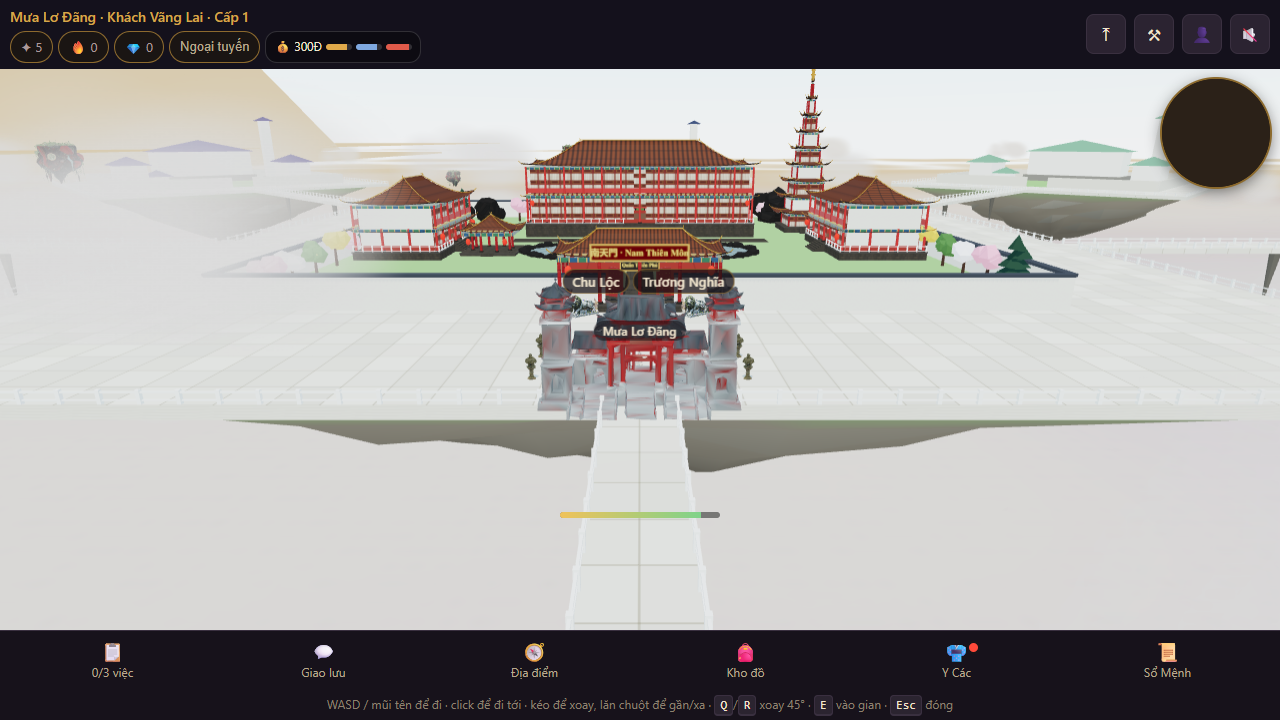 Mưa Lơ Đãng · Khách Vãng Lai · Cấp 1
5
0
0
Ngoại tuyến
300Đ
南天門 · Nam Thiên Môn
Chu Lộc
Trương Nghĩa
Mưa Lơ Đãng
0/3 việc
Giao lưu
Địa điểm
Kho đồ
Y Các
Sổ Mệnh
WASD / mũi tên để đi · click để đi tới · kéo để xoay, lăn chuột để gần/xa · Q / R xoay 45° · E vào gian · Esc đóng